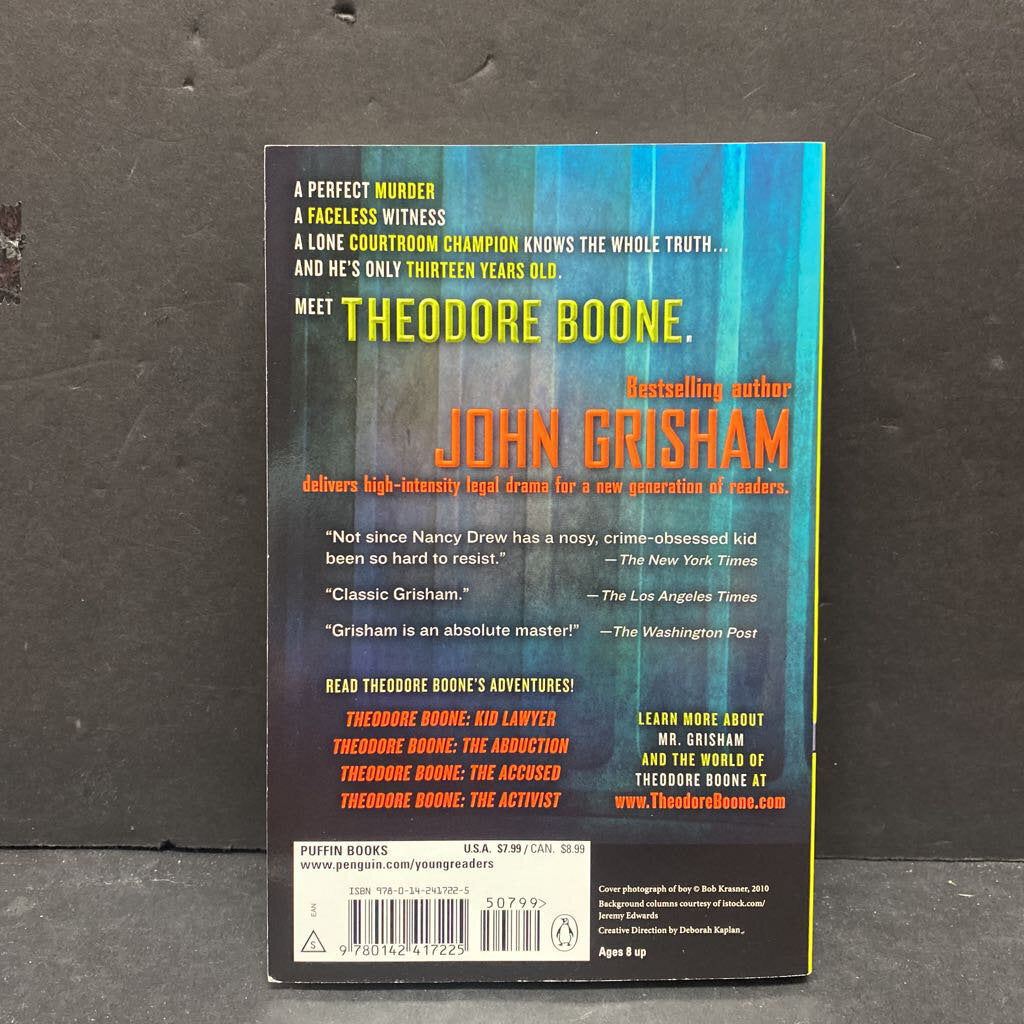 A PERFECT MURDER
A FACELESS WITNESS
A LONE COURTROOM CHAMPION KNOWS THE WHOLE TRUTH...
AND HE'S ONLY THIRTEEN YEARS OLD.
MEET THEODORE BOONE.
Bestselling author
JOHN GRISHAM
delivers high-intensity legal drama for a new generation of readers.
"Not since Nancy Drew has a nosy, crime-obsessed kid
been so hard to resist." —The New York Times
"Classic Grisham." —The Los Angeles Times
"Grisham is an absolute master!" —The Washington Post
READ THEODORE BOONE'S ADVENTURES!
THEODORE BOONE: KID LAWYER
THEODORE BOONE: THE ABDUCTION
THEODORE BOONE: THE ACCUSED
THEODORE BOONE: THE ACTIVIST
LEARN MORE ABOUT
MR. GRISHAM
AND THE WORLD OF
THEODORE BOONE AT
www.TheodoreBoone.com
PUFFIN BOOKS U.S.A. $7.99 / CAN. $8.99
www.penguin.com/youngreaders
ISBN 978-0-14-241722-5
50799>
EAN
S
9 780142 417225
Cover photograph of boy © Bob Krasner, 2010
Background columns courtesy of istock.com/
Jeremy Edwards
Creative Direction by Deborah Kaplan
Ages 8 up